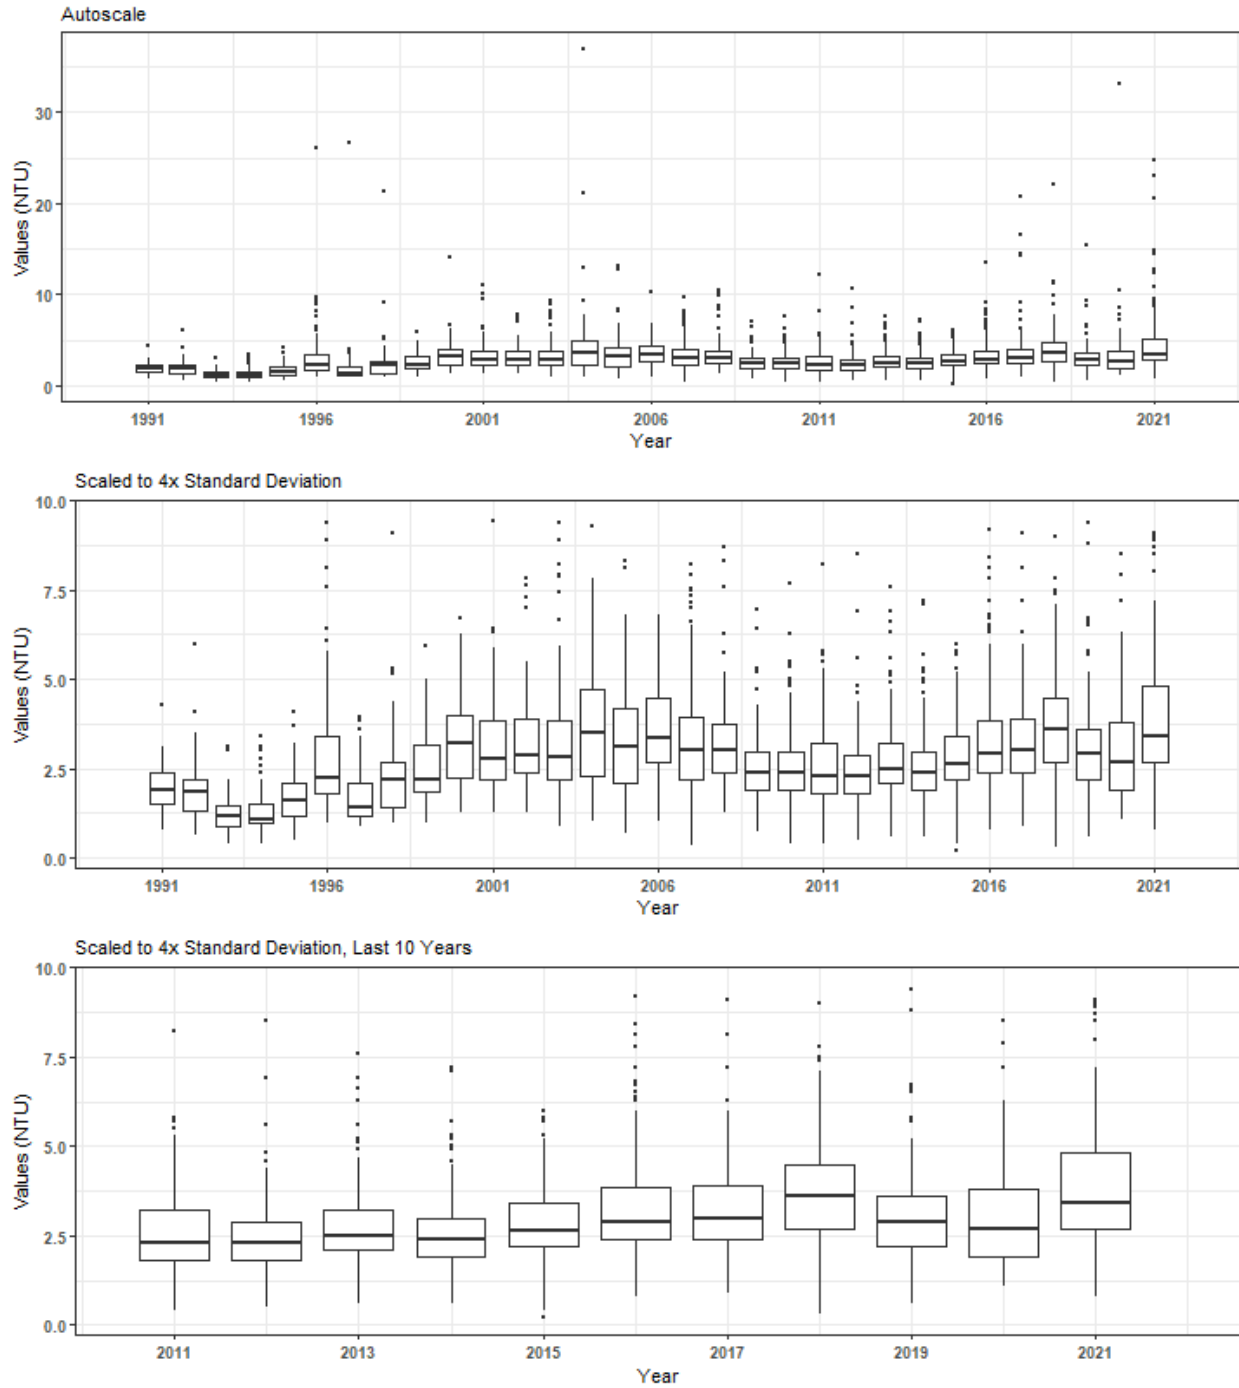 Autoscale
30
20
10
0
Values (NTU)
1991 1996 2001 2006 2011 2016 2021
Year
Scaled to 4x Standard Deviation
10.0
7.5
5.0
2.5
0.0
Values (NTU)
1991 1996 2001 2006 2011 2016 2021
Year
Scaled to 4x Standard Deviation, Last 10 Years
10.0
7.5
5.0
2.5
0.0
Values (NTU)
2011 2013 2015 2017 2019 2021
Year